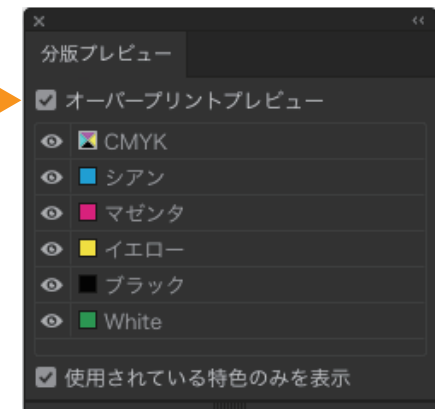 分版プレビュー
オーバープリントプレビュー
CMYK
シアン
マゼンタ
イエロー
ブラック
White
使用されている特色のみを表示